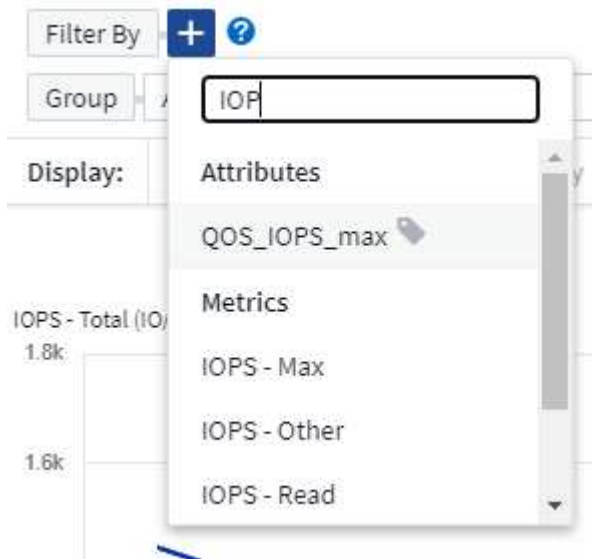 Filter By + ?
Group
IOP
Display:
Attributes
QOS_IOPS_max
Metrics
IOPS - Total (IO/
1.8k
IOPS - Max
IOPS - Other
1.6k
IOPS - Read